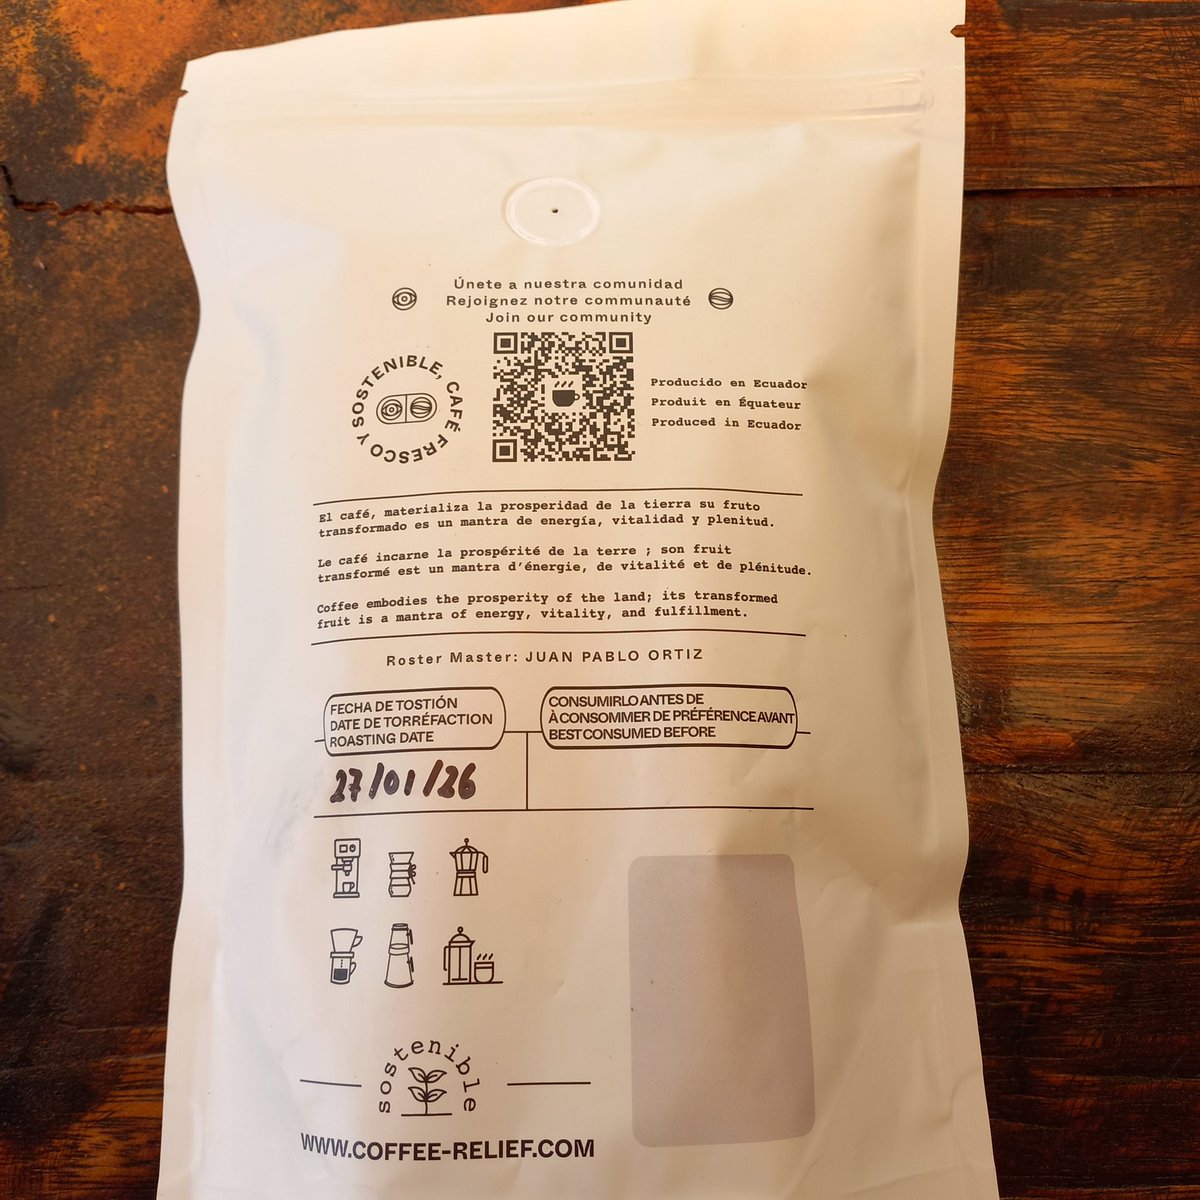 Únete a nuestra comunidad
Rejoignez notre communauté
Join our community
SOSTENIBLE, CAFÉ FRESCO Y
Producido en Ecuador
Produit en Équateur
Produced in Ecuador
El café, materializa la prosperidad de la tierra su fruto
transformado es un mantra de energía, vitalidad y plenitud.
Le café incarne la prospérité de la terre ; son fruit
transformé est un mantra d'énergie, de vitalité et de plénitude.
Coffee embodies the prosperity of the land; its transformed
fruit is a mantra of energy, vitality, and fulfillment.
Roster Master: JUAN PABLO ORTIZ
FECHA DE TOSTIÓN
DATE DE TORRÉFACTION
ROASTING DATE
CONSUMIRLO ANTES DE
À CONSOMMER DE PRÉFÉRENCE AVANT
BEST CONSUMED BEFORE
27/01/26
sostenible
WWW.COFFEE-RELIEF.COM